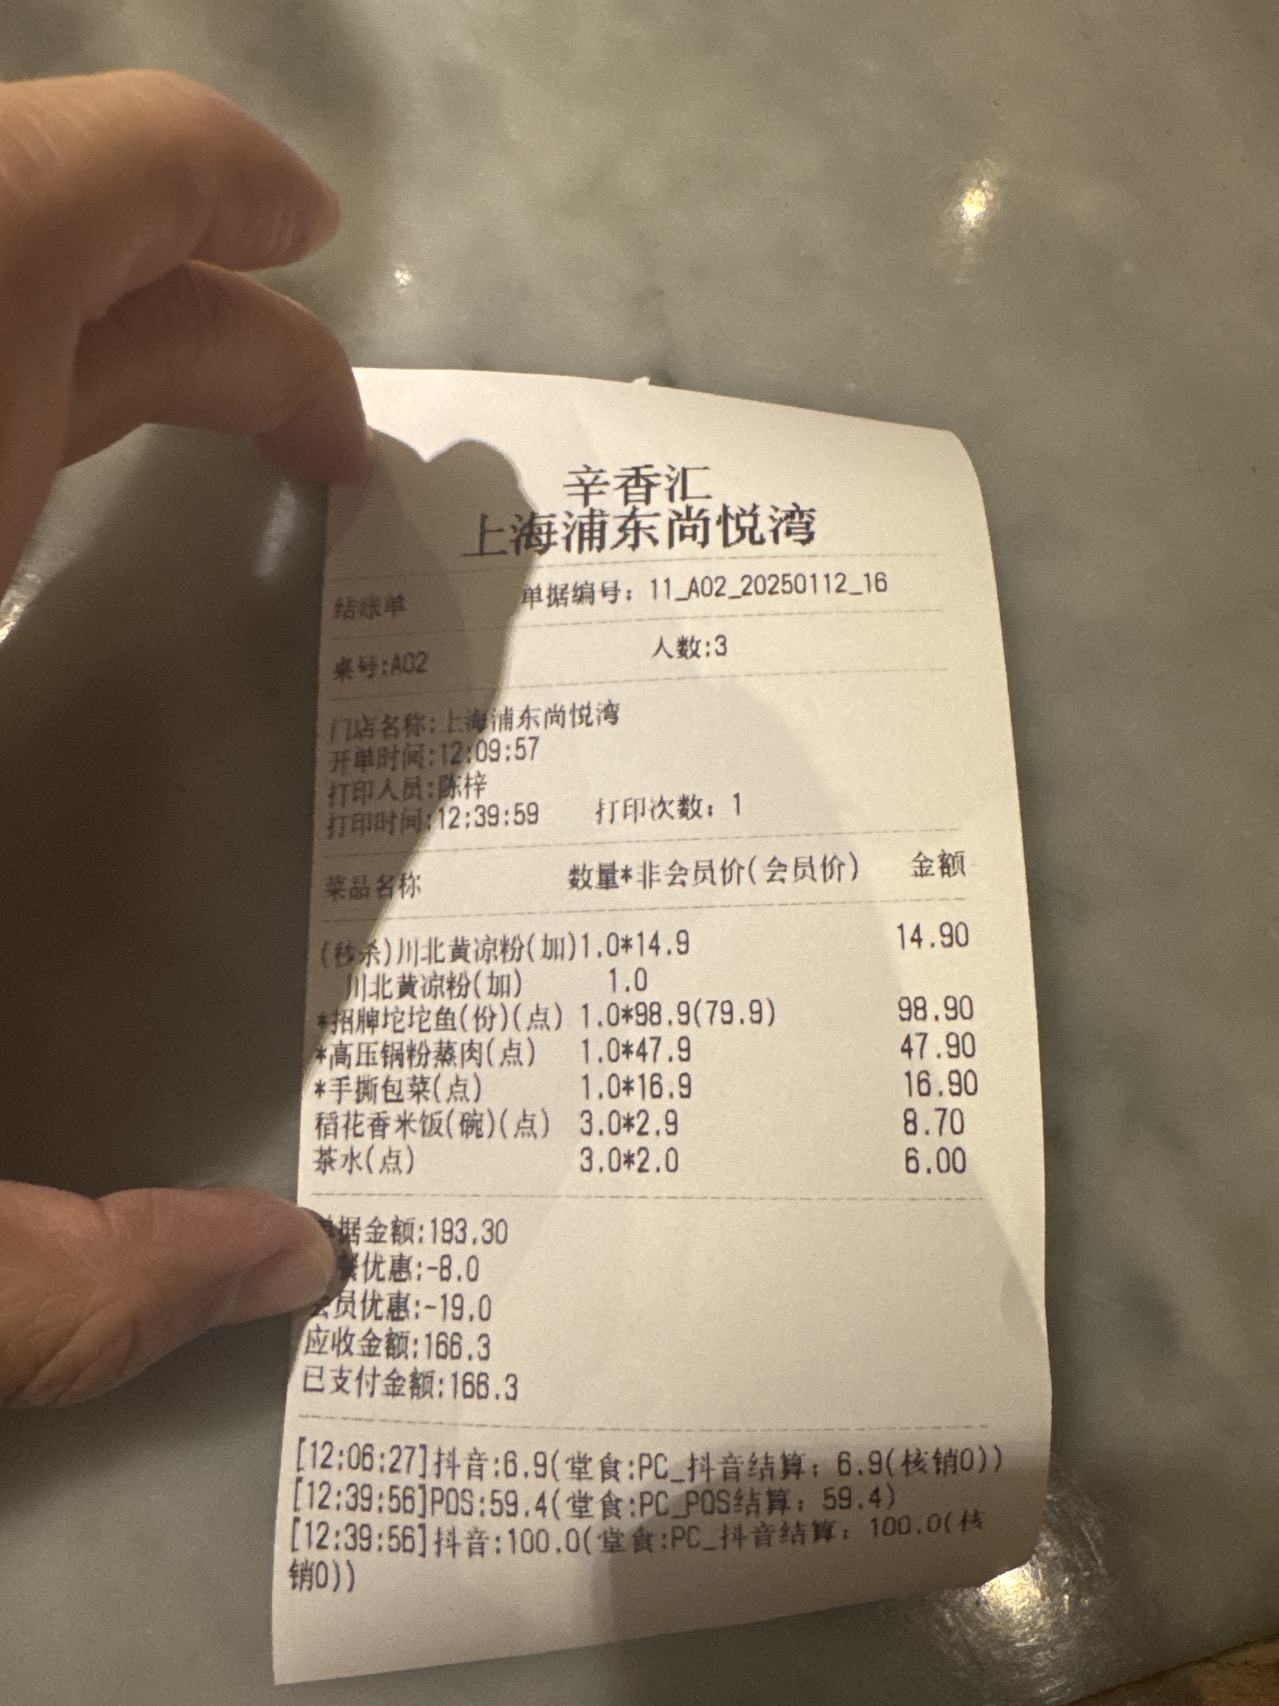 辛香汇
上海浦东尚悦湾
结账单 单据编号：11_A02_20250112_16
桌号:A02 人数:3
门店名称:上海浦东尚悦湾
开单时间:12:09:57
打印人员:陈梓
打印时间:12:39:59 打印次数：1
菜品名称 数量*非会员价(会员价) 金额
(秒杀)川北黄凉粉(加)1.0*14.9 14.90
川北黄凉粉(加) 1.0
*招牌坨坨鱼(份)(点) 1.0*98.9(79.9) 98.90
*高压锅粉蒸肉(点) 1.0*47.9 47.90
*手撕包菜(点) 1.0*16.9 16.90
稻花香米饭(碗)(点) 3.0*2.9 8.70
茶水(点) 3.0*2.0 6.00
据金额:193.30
优惠:-8.0
会员优惠:-19.0
应收金额:166.3
已支付金额:166.3
[12:06:27]抖音:6.9(堂食:PC_抖音结算：6.9(核销0))
[12:39:56]POS:59.4(堂食:PC_POS结算：59.4)
[12:39:56]抖音:100.0(堂食:PC_抖音结算：100.0(核
销0))